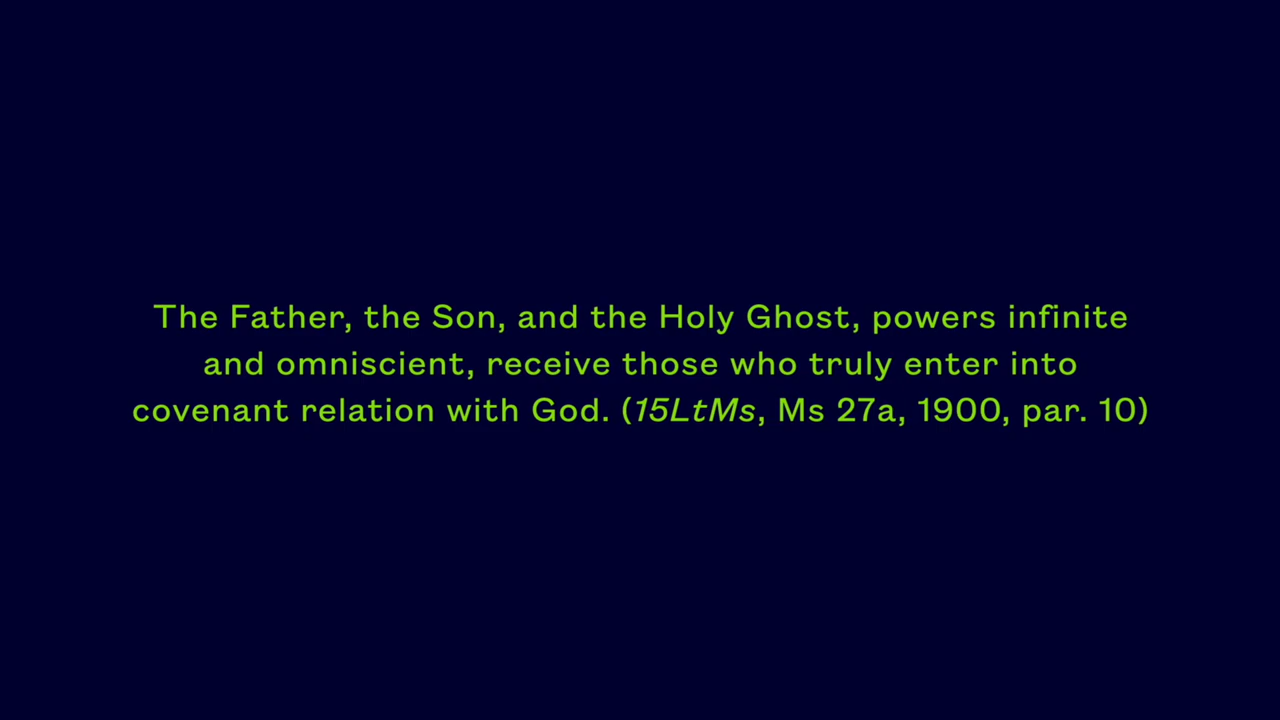 The Father, the Son, and the Holy Ghost, powers infinite
and omniscient, receive those who truly enter into
covenant relation with God. (15LtMs, Ms 27a, 1900, par. 10)